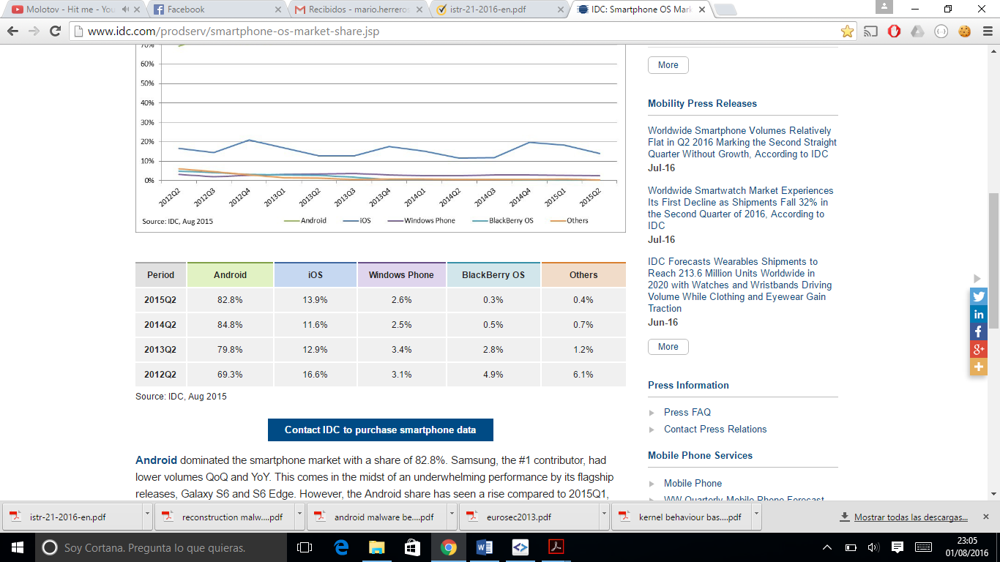 Molotov - Hit me - You
Facebook
Recibidos - mario.herreros
istr-21-2016-en.pdf
IDC: Smartphone OS Mark
www.idc.com/prodserv/smartphone-os-market-share.jsp
70%
60%
50%
40%
30%
20%
10%
0%
2012Q2 2012Q3 2012Q4 2013Q1 2013Q2 2013Q3 2013Q4 2014Q1 2014Q2 2014Q3 2014Q4 2015Q1 2015Q2
Source: IDC, Aug 2015 Android iOS Windows Phone BlackBerry OS Others
Period Android iOS Windows Phone BlackBerry OS Others
2015Q2 82.8% 13.9% 2.6% 0.3% 0.4%
2014Q2 84.8% 11.6% 2.5% 0.5% 0.7%
2013Q2 79.8% 12.9% 3.4% 2.8% 1.2%
2012Q2 69.3% 16.6% 3.1% 4.9% 6.1%
Source: IDC, Aug 2015
Contact IDC to purchase smartphone data
Android dominated the smartphone market with a share of 82.8%. Samsung, the #1 contributor, had
lower volumes QoQ and YoY. This comes in the midst of an underwhelming performance by its flagship
releases, Galaxy S6 and S6 Edge. However, the Android share has seen a rise compared to 2015Q1,
More
Mobility Press Releases
Worldwide Smartphone Volumes Relatively
Flat in Q2 2016 Marking the Second Straight
Quarter Without Growth, According to IDC
Jul-16
Worldwide Smartwatch Market Experiences
Its First Decline as Shipments Fall 32% in
the Second Quarter of 2016, According to
IDC
Jul-16
IDC Forecasts Wearables Shipments to
Reach 213.6 Million Units Worldwide in
2020 with Watches and Wristbands Driving
Volume While Clothing and Eyewear Gain
Traction
Jun-16
More
Press Information
Press FAQ
Contact Press Relations
Mobile Phone Services
Mobile Phone
WW Quarterly Mobile Phone Forecast
istr-21-2016-en.pdf
reconstruction malw....pdf
android malware be....pdf
eurosec2013.pdf
kernel behaviour bas....pdf
Mostrar todas las descargas...
Soy Cortana. Pregunta lo que quieras.
23:05
01/08/2016